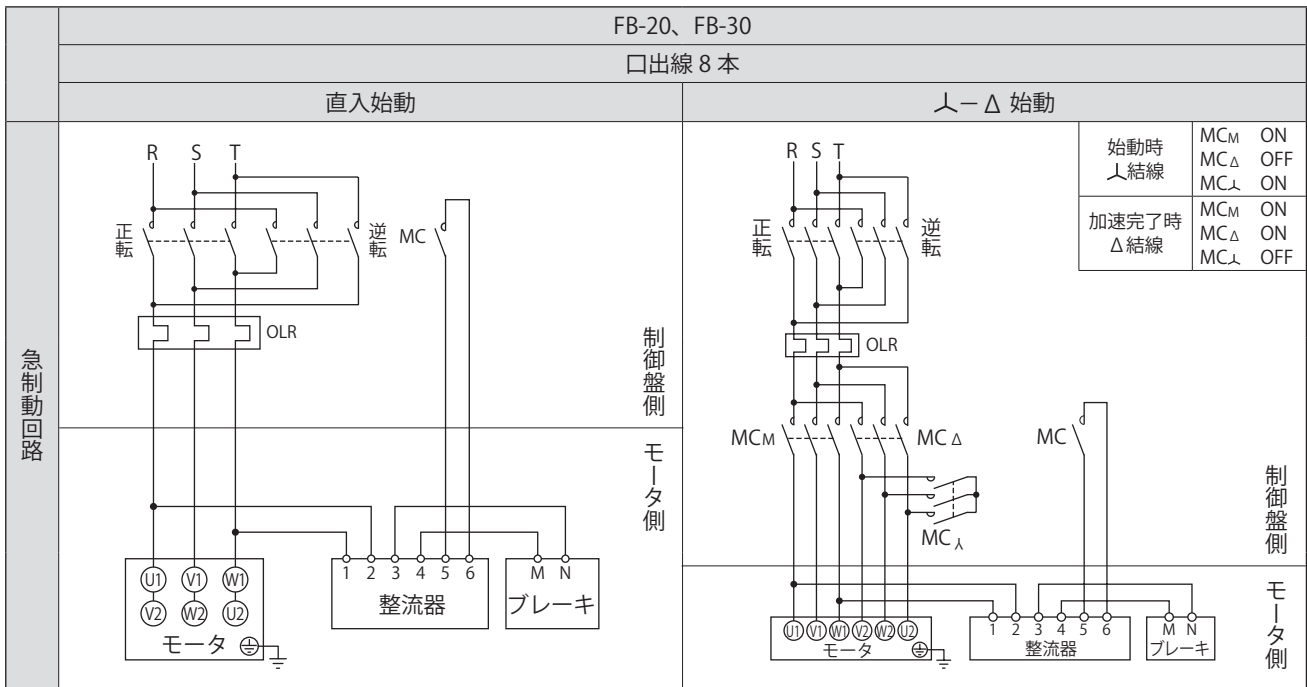 FB-20、FB-30
口出線 8 本
直入始動
人－Δ 始動
急制動回路
R S T
正転
逆転
MC
OLR
制御盤側
モータ側
U1 V1 W1
V2 W2 U2
モータ
1 2 3 4 5 6
整流器
M N
ブレーキ
R S T
正転
逆転
始動時
人結線
MCM ON
MCΔ OFF
MC人 ON
加速完了時
Δ結線
MCM ON
MCΔ ON
MC人 OFF
OLR
MCM
MCΔ
MC
MC人
制御盤側
モータ側
U1 V1 W1 V2 W2 U2
モータ
1 2 3 4 5 6
整流器
M N
ブレーキ